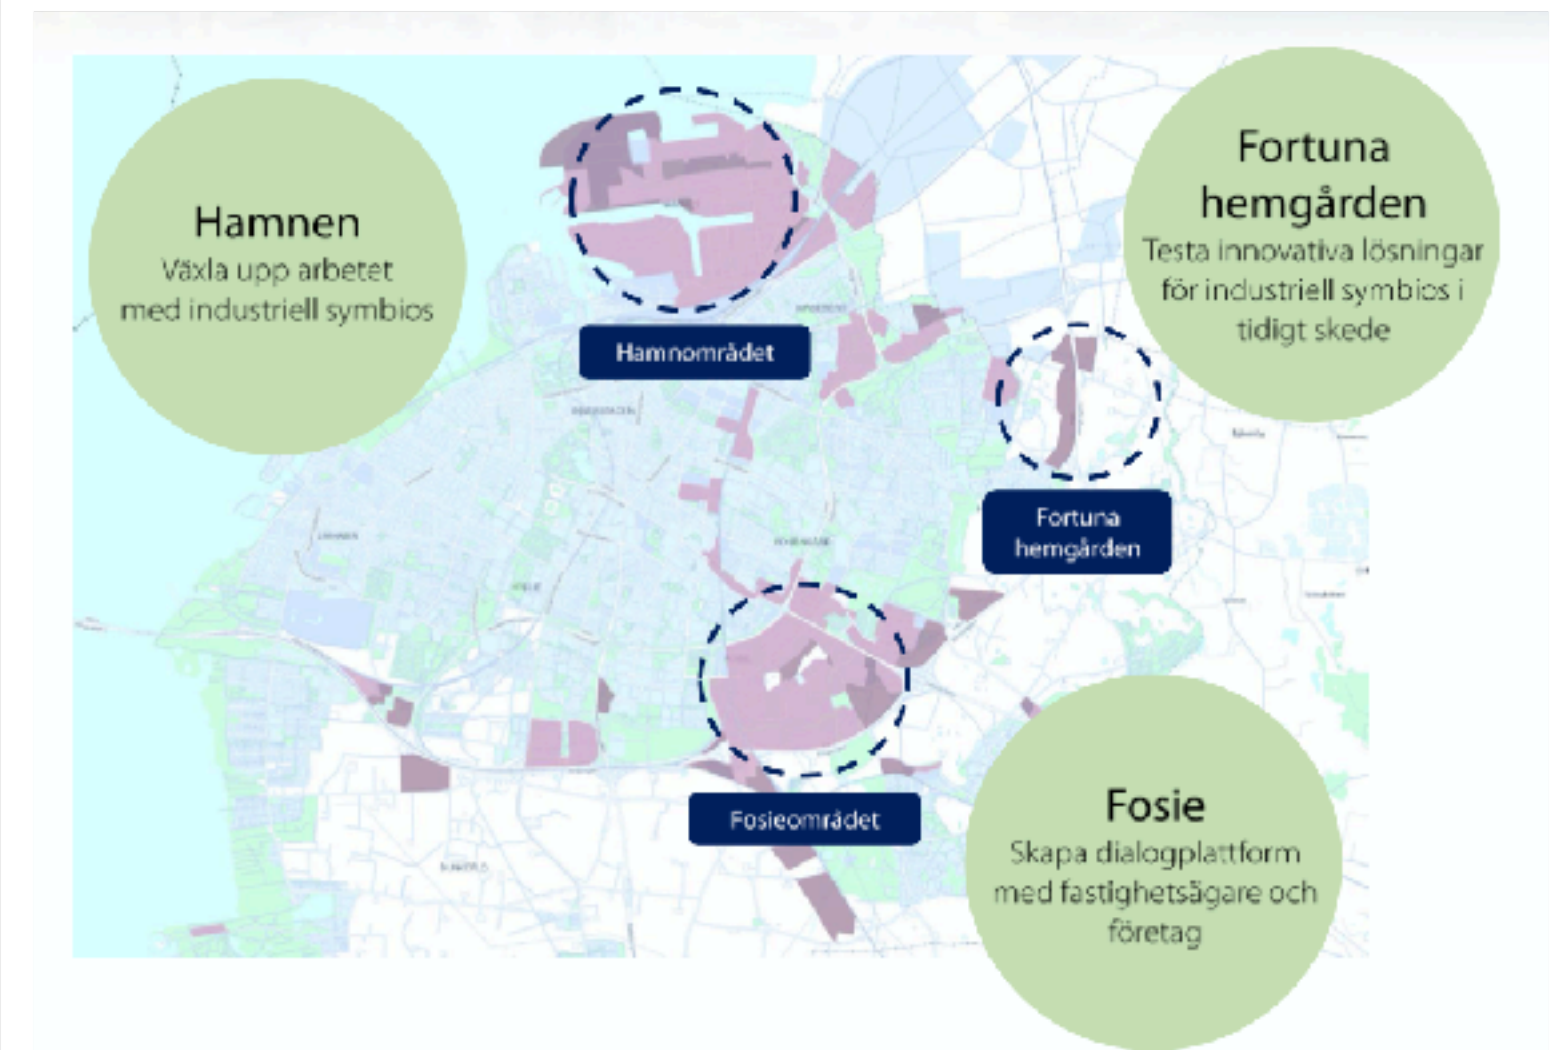 Hamnen
Växla upp arbetet
med industriell symbios
Fortuna
hemgården
Testa innovativa lösningar
för industriell symbios i
tidigt skede
Hamnområdet
Fortuna
hemgården
Fosieområdet
Fosie
Skapa dialogplattform
med fastighetsägare och
företag